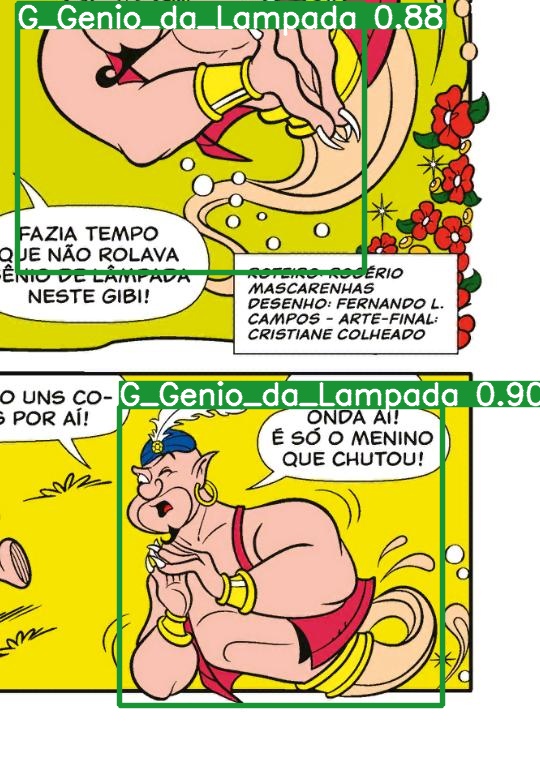 G_Genio_da_Lampada 0.88
FAZIA TEMPO
QUE NÃO ROLAVA
GÊNIO DE LÂMPADA
NESTE GIBI!
ROTEIRO: ROGÉRIO
MASCARENHAS
DESENHO: FERNANDO L.
CAMPOS - ARTE-FINAL:
CRISTIANE COLHEADO
G_Genio_da_Lampada 0.90
O UNS CO-
S POR AÍ!
ONDA AÍ!
É SÓ O MENINO
QUE CHUTOU!